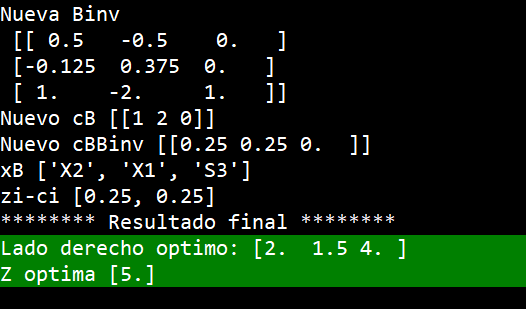 Nueva Binv
[[ 0.5 -0.5 0. ]
[-0.125 0.375 0. ]
[ 1. -2. 1. ]]
Nuevo cB [[1 2 0]]
Nuevo cBBinv [[0.25 0.25 0. ]]
xB ['X2', 'X1', 'S3']
zi-ci [0.25, 0.25]
******** Resultado final ********
Lado derecho optimo: [2. 1.5 4. ]
Z optima [5.]